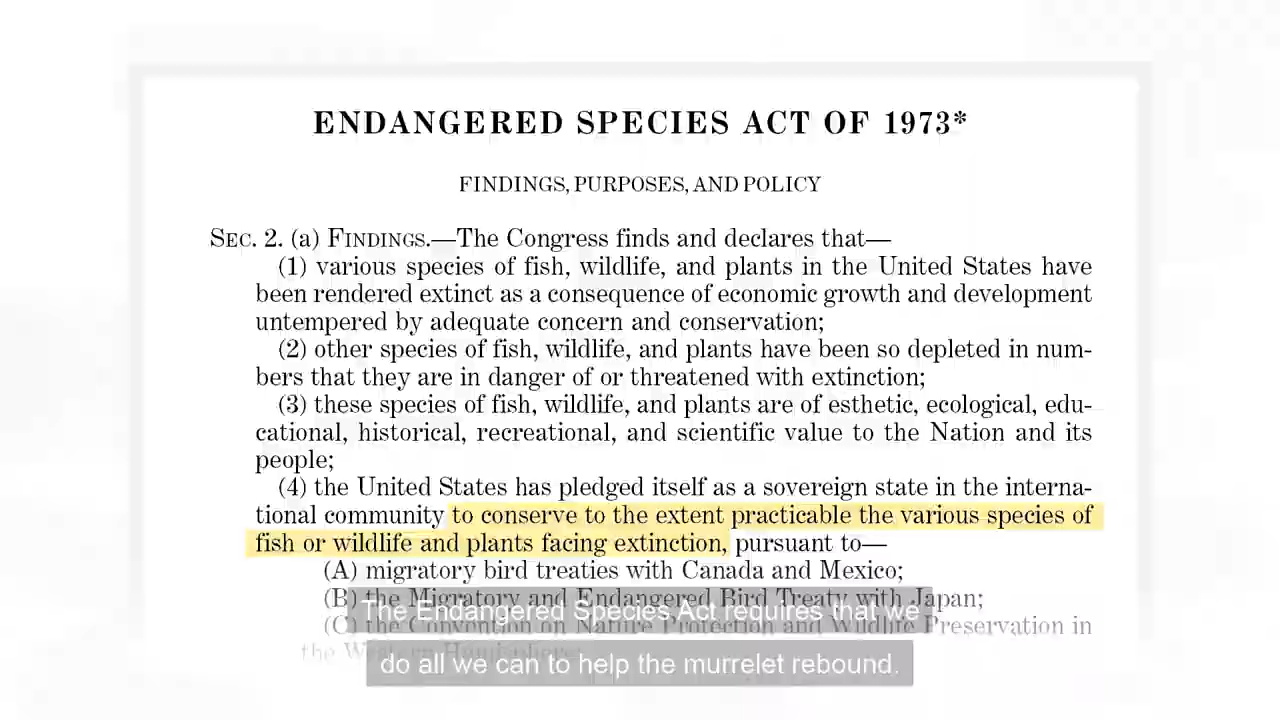 ENDANGERED SPECIES ACT OF 1973*
FINDINGS, PURPOSES, AND POLICY
SEC. 2. (a) FINDINGS.—The Congress finds and declares that—
(1) various species of fish, wildlife, and plants in the United States have
been rendered extinct as a consequence of economic growth and development
untempered by adequate concern and conservation;
(2) other species of fish, wildlife, and plants have been so depleted in num-
bers that they are in danger of or threatened with extinction;
(3) these species of fish, wildlife, and plants are of esthetic, ecological, edu-
cational, historical, recreational, and scientific value to the Nation and its
people;
(4) the United States has pledged itself as a sovereign state in the interna-
tional community to conserve to the extent practicable the various species of
fish or wildlife and plants facing extinction, pursuant to—
(A) migratory bird treaties with Canada and Mexico;
(B) the Migratory and Endangered Bird Treaty with Japan;
The Endangered Species Act requires that we
(C) the Convention on Nature Protection and Wildlife Preservation in
the Western Hemisphere;
do all we can to help the murrelet rebound.